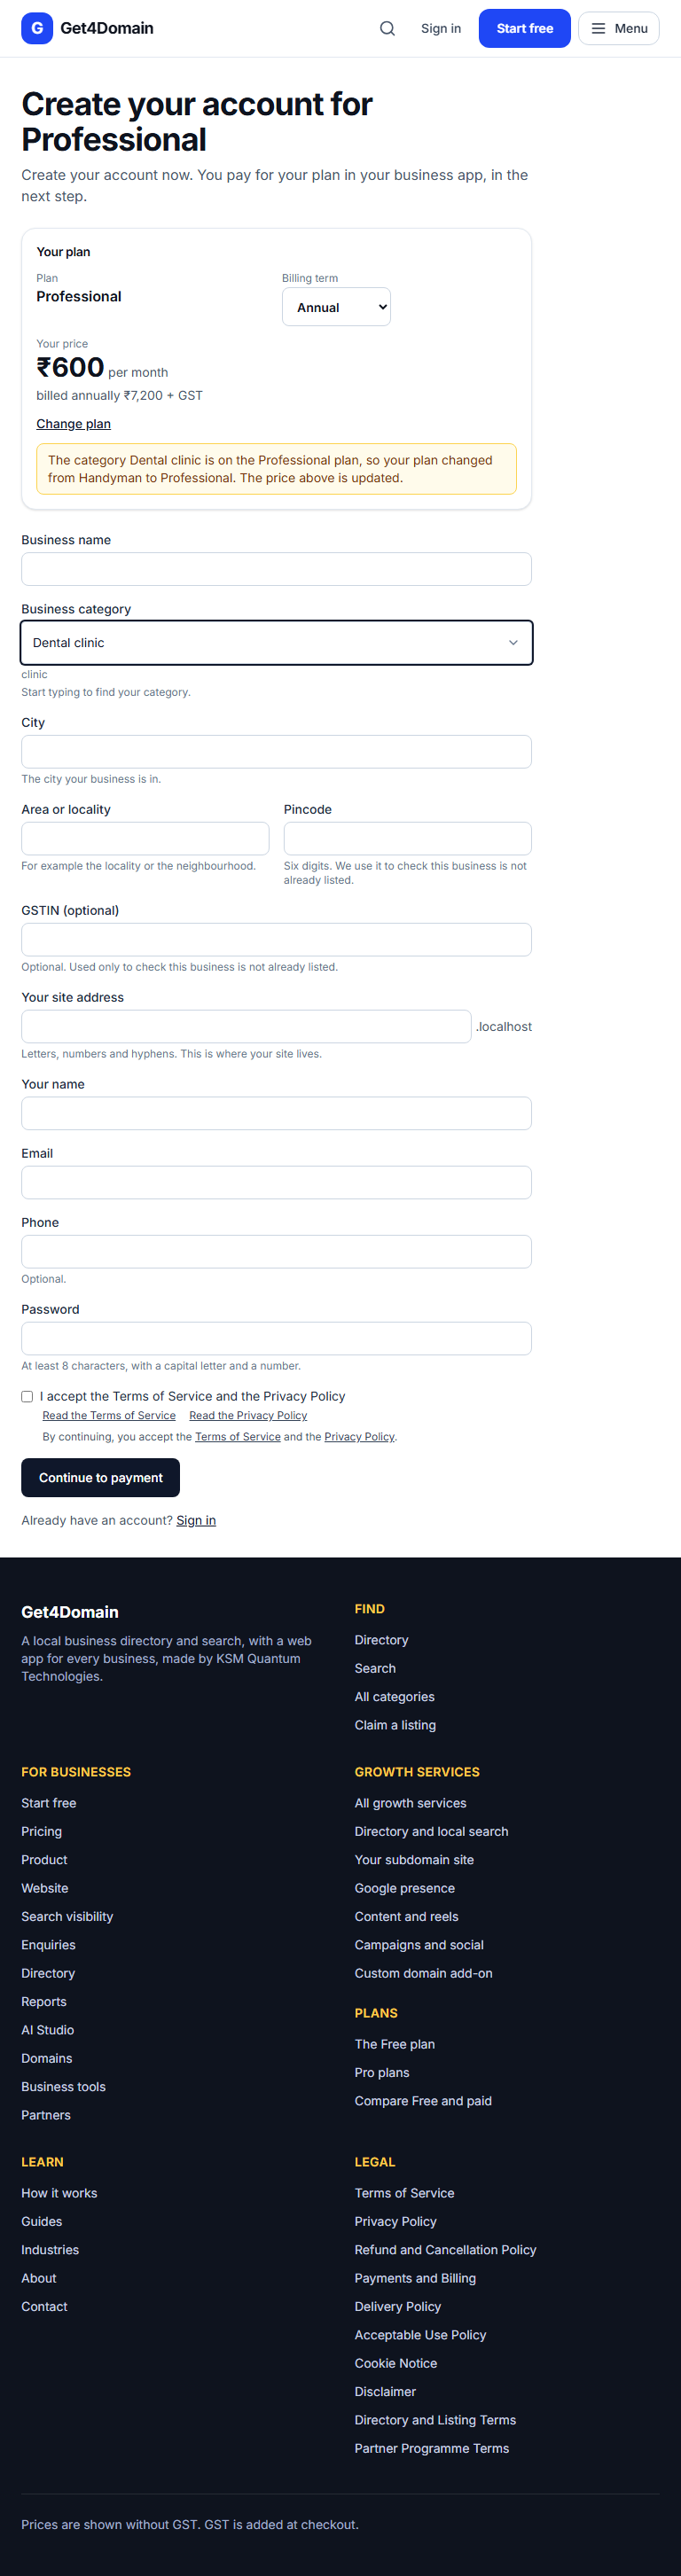 G Get4Domain
Sign in
Start free
Menu
Create your account for
Professional
Create your account now. You pay for your plan in your business app, in the
next step.
Your plan
Plan
Professional
Billing term
Annual
Your price
₹600 per month
billed annually ₹7,200 + GST
Change plan
The category Dental clinic is on the Professional plan, so your plan changed
from Handyman to Professional. The price above is updated.
Business name
Business category
Dental clinic
clinic
Start typing to find your category.
City
The city your business is in.
Area or locality
For example the locality or the neighbourhood.
Pincode
Six digits. We use it to check this business is not
already listed.
GSTIN (optional)
Optional. Used only to check this business is not already listed.
Your site address
.localhost
Letters, numbers and hyphens. This is where your site lives.
Your name
Email
Phone
Optional.
Password
At least 8 characters, with a capital letter and a number.
I accept the Terms of Service and the Privacy Policy
Read the Terms of Service Read the Privacy Policy
By continuing, you accept the Terms of Service and the Privacy Policy.
Continue to payment
Already have an account? Sign in
Get4Domain
A local business directory and search, with a web
app for every business, made by KSM Quantum
Technologies.
FIND
Directory
Search
All categories
Claim a listing
FOR BUSINESSES
Start free
Pricing
Product
Website
Search visibility
Enquiries
Directory
Reports
AI Studio
Domains
Business tools
Partners
GROWTH SERVICES
All growth services
Directory and local search
Your subdomain site
Google presence
Content and reels
Campaigns and social
Custom domain add-on
PLANS
The Free plan
Pro plans
Compare Free and paid
LEARN
How it works
Guides
Industries
About
Contact
LEGAL
Terms of Service
Privacy Policy
Refund and Cancellation Policy
Payments and Billing
Delivery Policy
Acceptable Use Policy
Cookie Notice
Disclaimer
Directory and Listing Terms
Partner Programme Terms
Prices are shown without GST. GST is added at checkout.